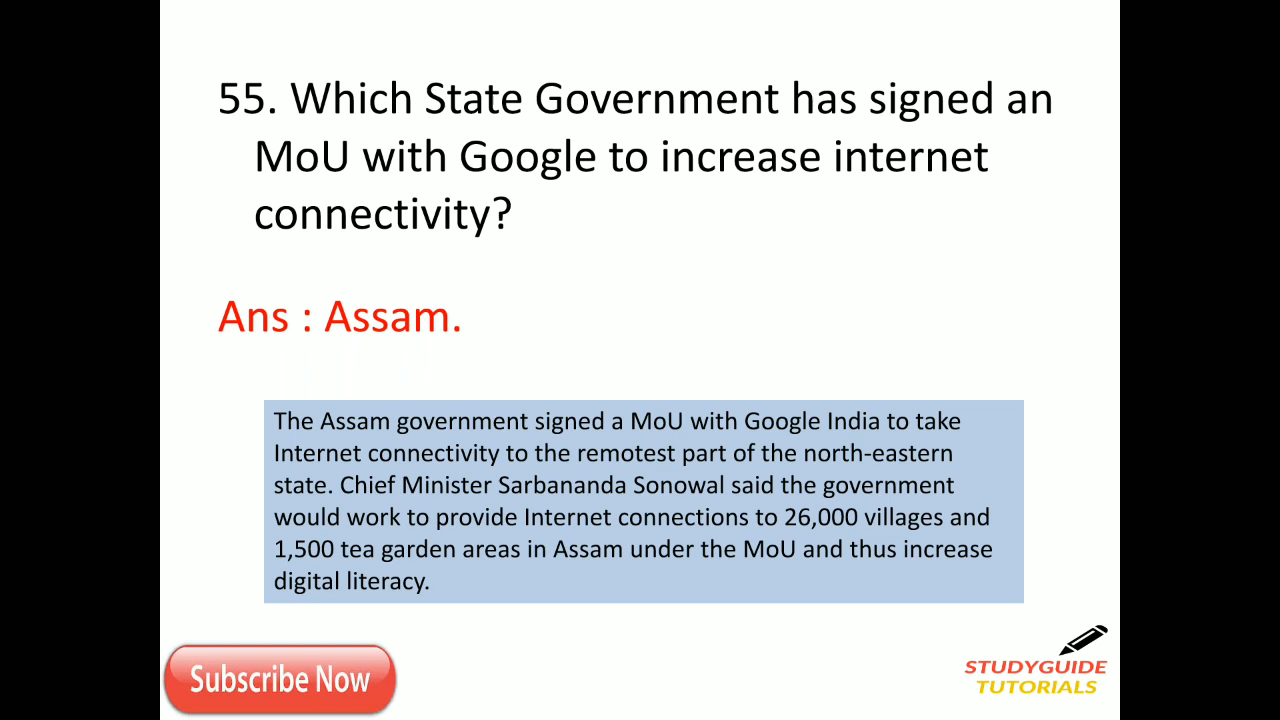 55. Which State Government has signed an
MoU with Google to increase internet
connectivity?
Ans : Assam.
The Assam government signed a MoU with Google India to take
Internet connectivity to the remotest part of the north-eastern
state. Chief Minister Sarbananda Sonowal said the government
would work to provide Internet connections to 26,000 villages and
1,500 tea garden areas in Assam under the MoU and thus increase
digital literacy.
Subscribe Now
STUDYGUIDE
TUTORIALS